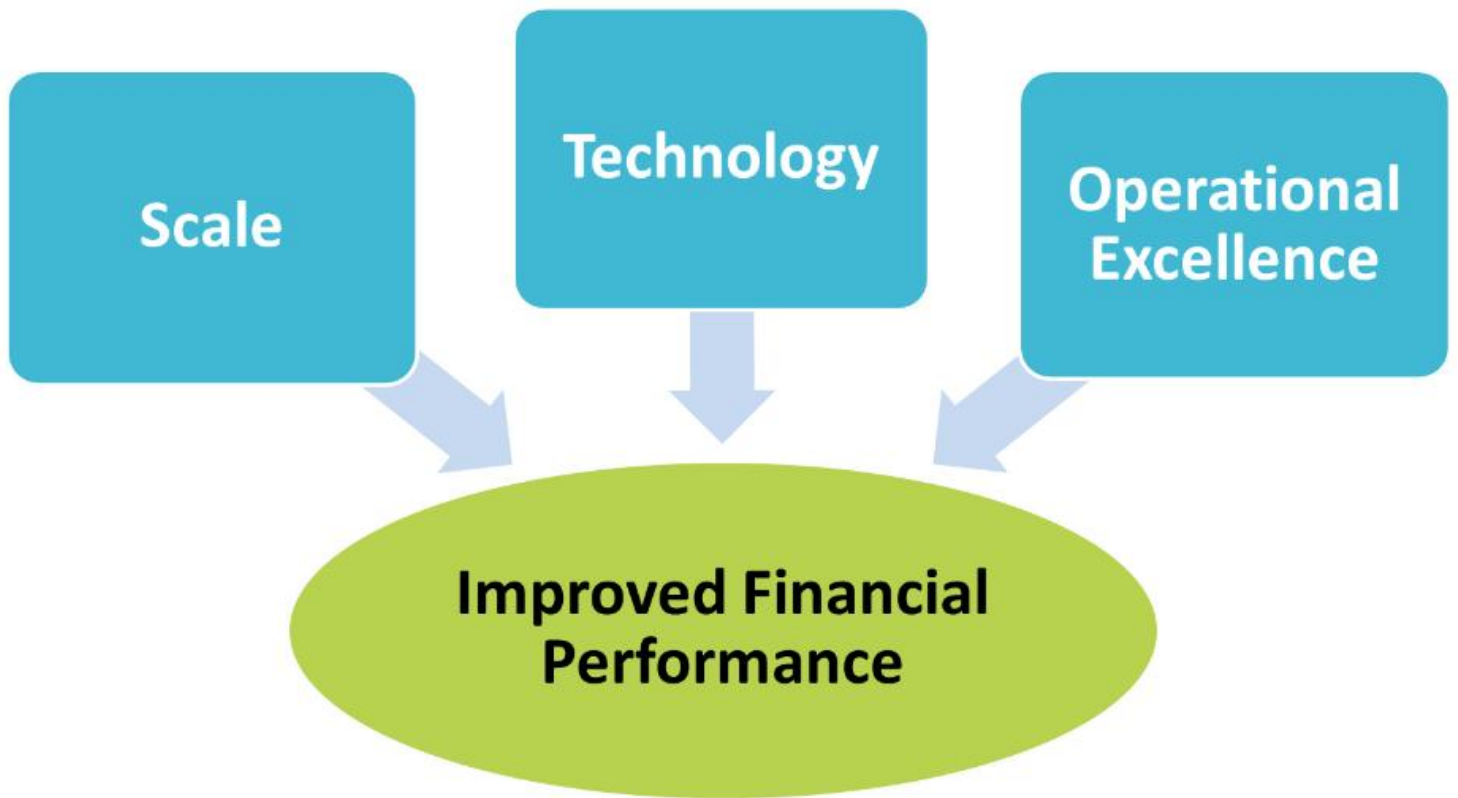 Scale
Technology
Operational
Excellence
Improved Financial
Performance